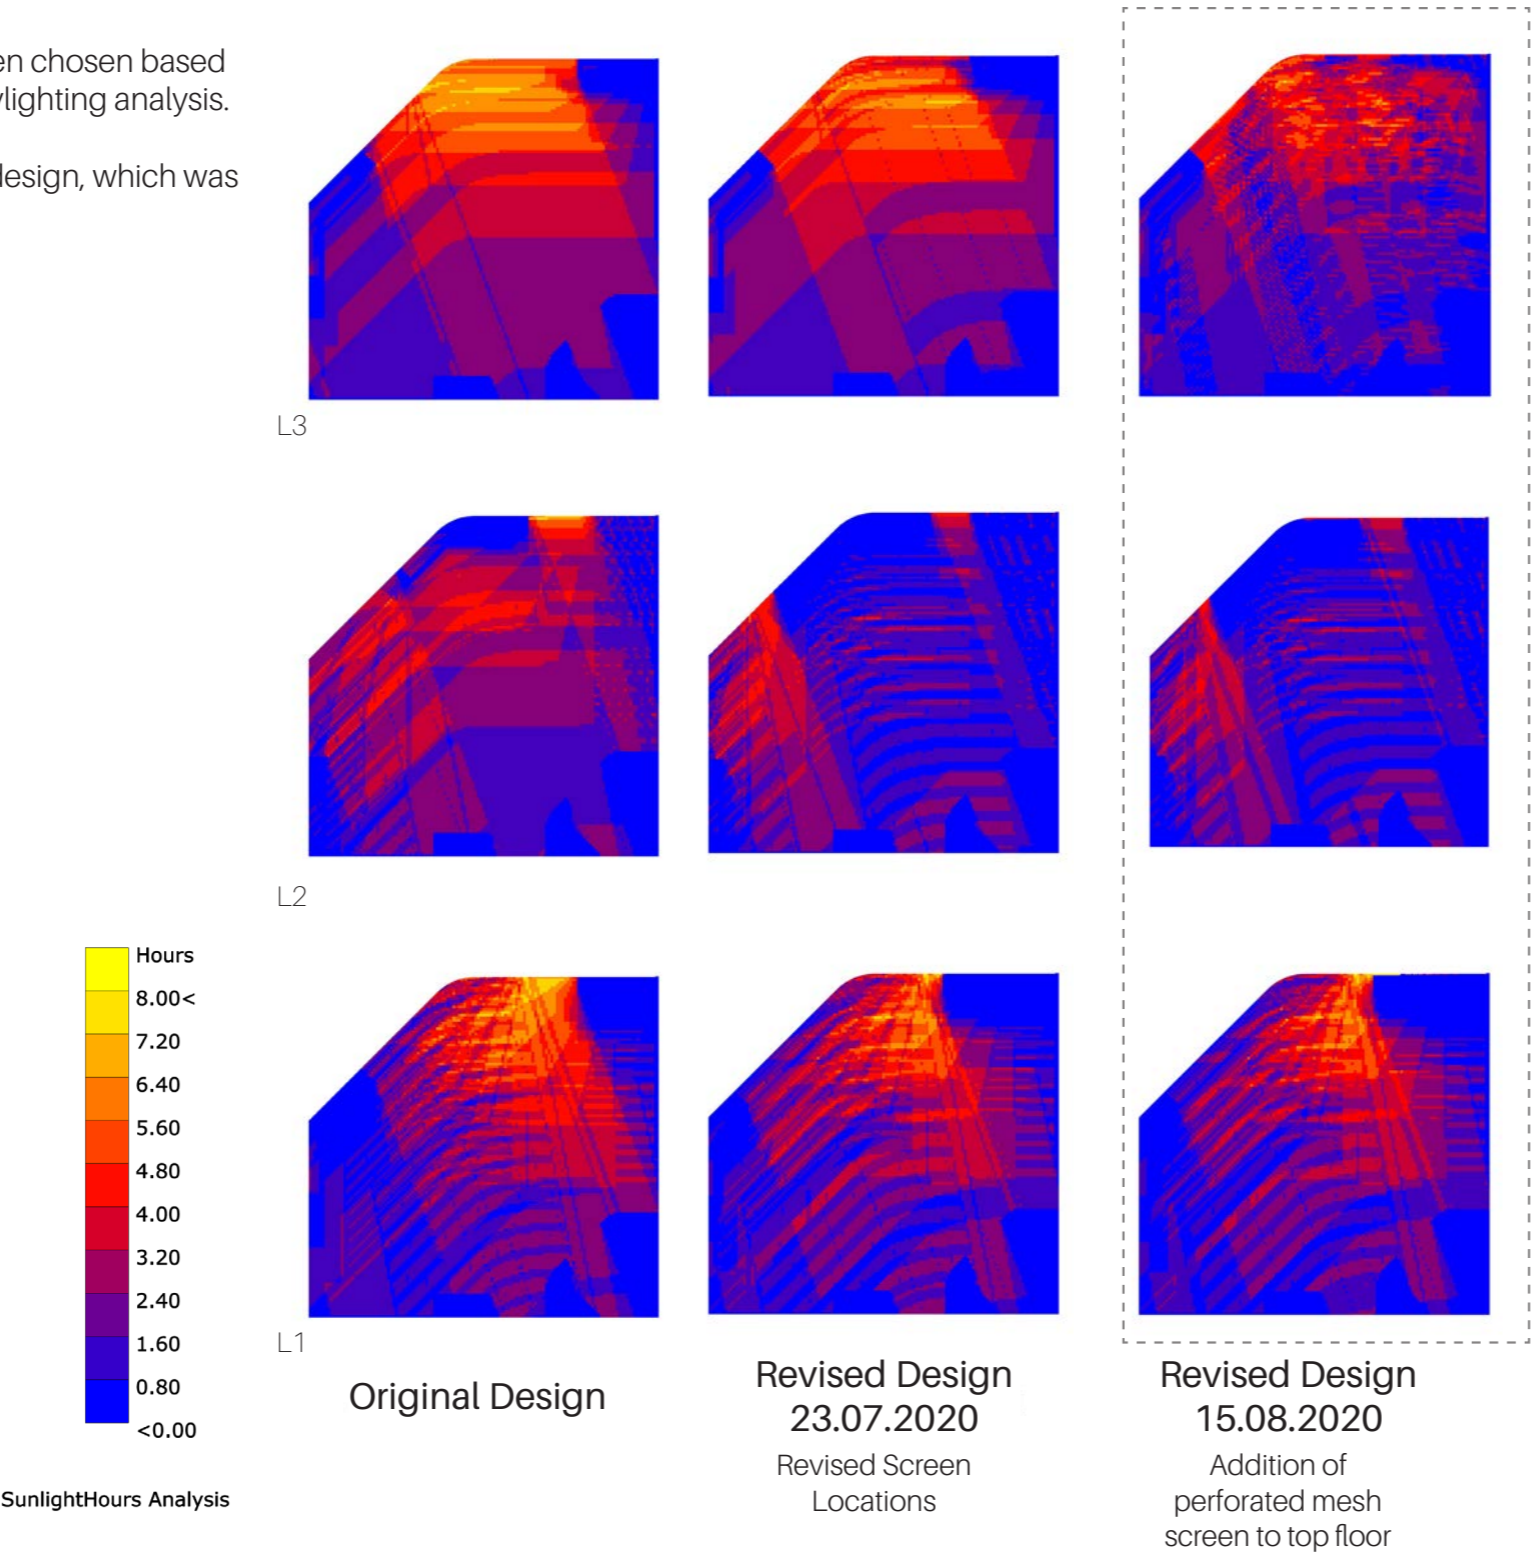 en chosen based
ylighting analysis.
design, which was
L3
L2
Hours
8.00<
7.20
6.40
5.60
4.80
4.00
3.20
2.40
1.60
0.80
<0.00
SunlightHours Analysis
L1
Original Design
Revised Design
23.07.2020
Revised Screen
Locations
Revised Design
15.08.2020
Addition of
perforated mesh
screen to top floor